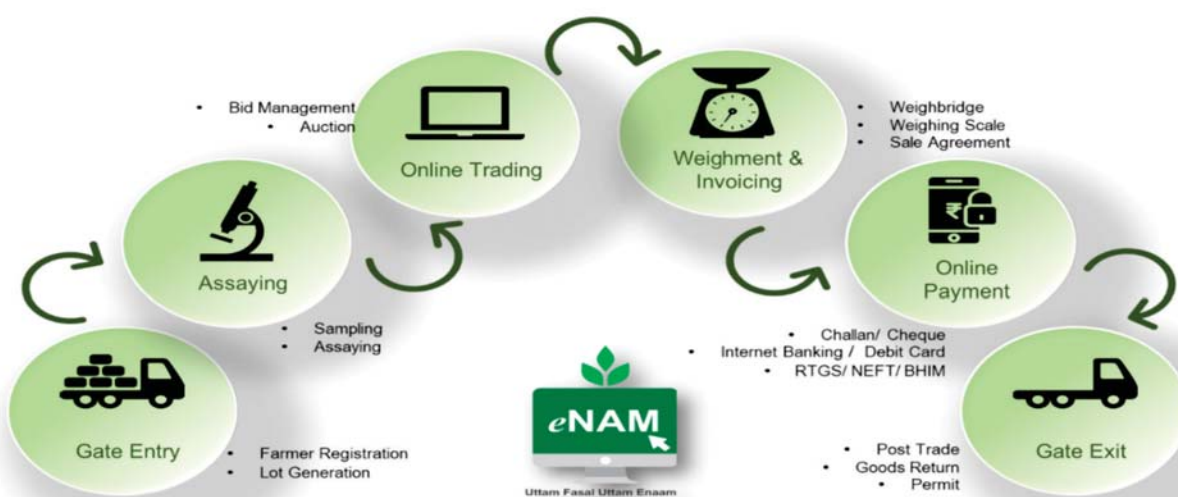 Gate Entry
• Farmer Registration
• Lot Generation
Assaying
• Sampling
• Assaying
• Bid Management
• Auction
Online Trading
Weighment &
Invoicing
• Weighbridge
• Weighing Scale
• Sale Agreement
₹
Online
Payment
• Challan/ Cheque
• Internet Banking / Debit Card
• RTGS/ NEFT/ BHIM
Gate Exit
• Post Trade
• Goods Return
• Permit
eNAM
Uttam Fasal Uttam Enaam